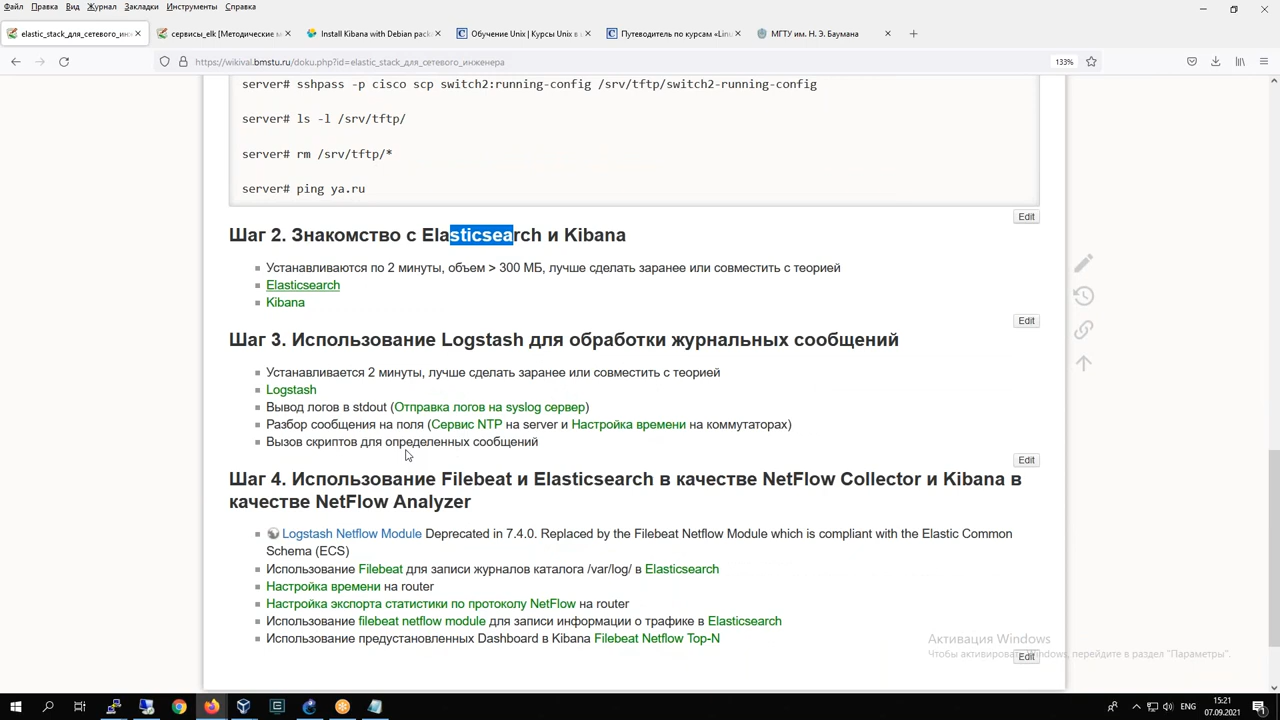 Файл Правка Вид Журнал Закладки Инструменты Справка
elastic_stack_для_сетевого_инж
сервисы_elk [Методические м
Install Kibana with Debian pack
Обучение Unix | Курсы Unix в
Путеводитель по курсам «Linu
МГТУ им. Н. Э. Баумана
https://wikival.bmstu.ru/doku.php?id=elastic_stack_для_сетевого_инженера
133%
server# sshpass -p cisco scp switch2:running-config /srv/tftp/switch2-running-config
server# ls -l /srv/tftp/
server# rm /srv/tftp/*
server# ping ya.ru
Edit
Шаг 2. Знакомство с Elasticsearch и Kibana
Устанавливаются по 2 минуты, объем > 300 МБ, лучше сделать заранее или совместить с теорией
Elasticsearch
Kibana
Edit
Шаг 3. Использование Logstash для обработки журнальных сообщений
Устанавливается 2 минуты, лучше сделать заранее или совместить с теорией
Logstash
Вывод логов в stdout (Отправка логов на syslog сервер)
Разбор сообщения на поля (Сервис NTP на server и Настройка времени на коммутаторах)
Вызов скриптов для определенных сообщений
Edit
Шаг 4. Использование Filebeat и Elasticsearch в качестве NetFlow Collector и Kibana в
качестве NetFlow Analyzer
Logstash Netflow Module Deprecated in 7.4.0. Replaced by the Filebeat Netflow Module which is compliant with the Elastic Common
Schema (ECS)
Использование Filebeat для записи журналов каталога /var/log/ в Elasticsearch
Настройка времени на router
Настройка экспорта статистики по протоколу NetFlow на router
Использование filebeat netflow module для записи информации о трафике в Elasticsearch
Использование предустановленных Dashboard в Kibana Filebeat Netflow Top-N
Активация Windows
Чтобы активировать Windows, перейдите в раздел "Параметры".
Edit
ENG
15:21
07.09.2021